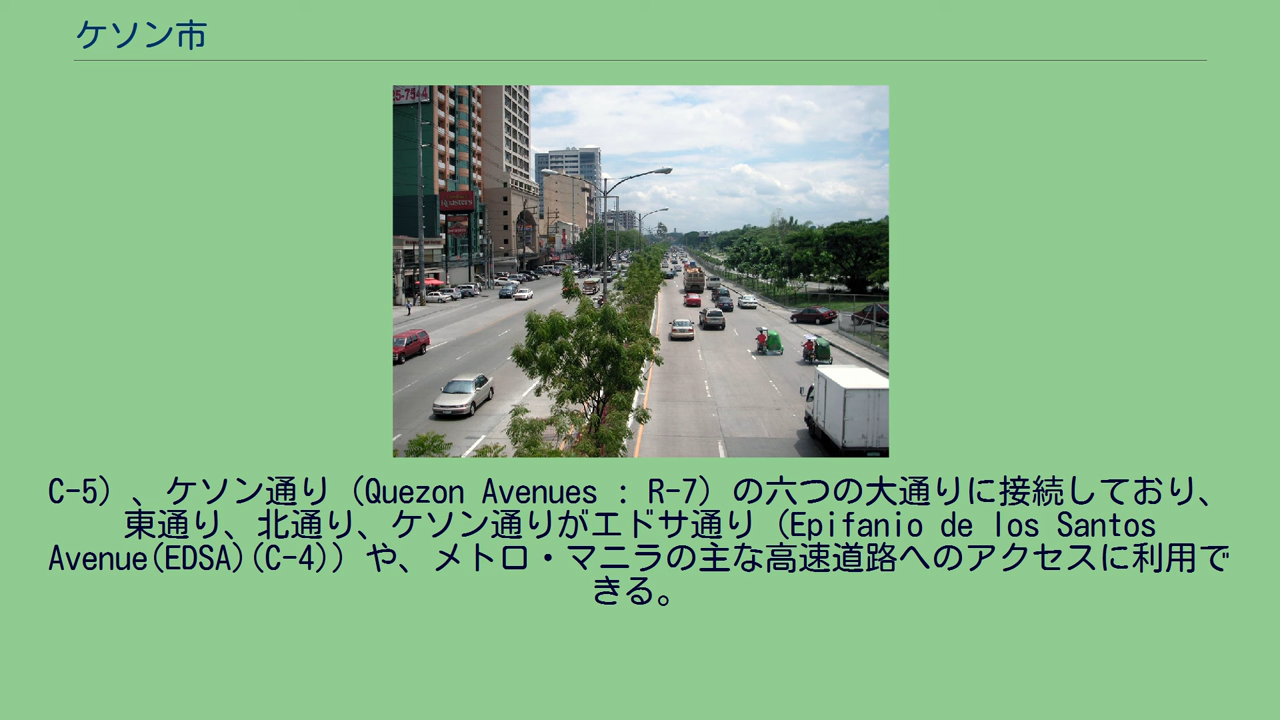 ケソン市
5-7544
C-5）、ケソン通り（Quezon Avenues : R-7）の六つの大通りに接続しており、
東通り、北通り、ケソン通りがエドサ通り（Epifanio de los Santos
Avenue(EDSA)(C-4)）や、メトロ・マニラの主な高速道路へのアクセスに利用で
きる。